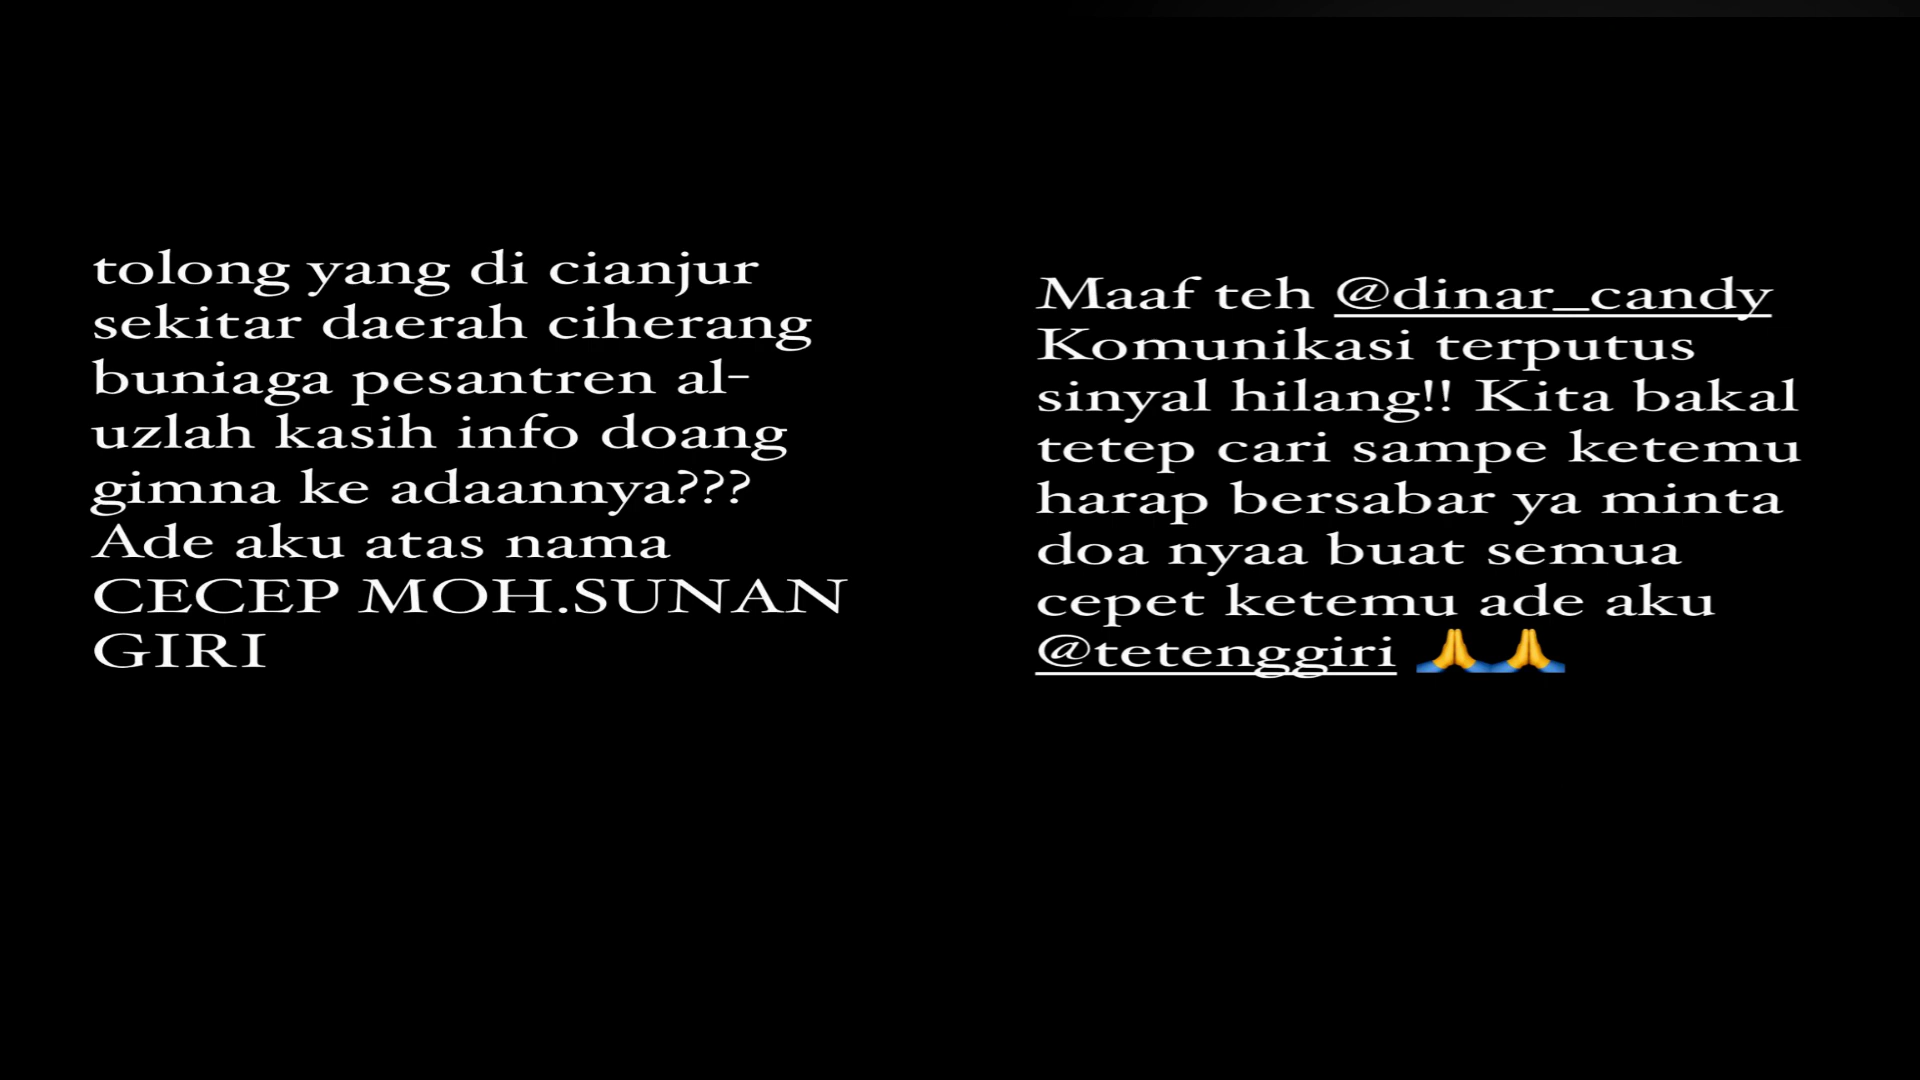 tolong yang di cianjur
sekitar daerah ciherang
buniaga pesantren al-
uzlah kasih info doang
gimna ke adaannya???
Ade aku atas nama
CECEP MOH.SUNAN
GIRI
Maaf teh @dinar_candy
Komunikasi terputus
sinyal hilang!! Kita bakal
tetep cari sampe ketemu
harap bersabar ya minta
doa nyaa buat semua
cepet ketemu ade aku
@tetenggiri 🙏🙏